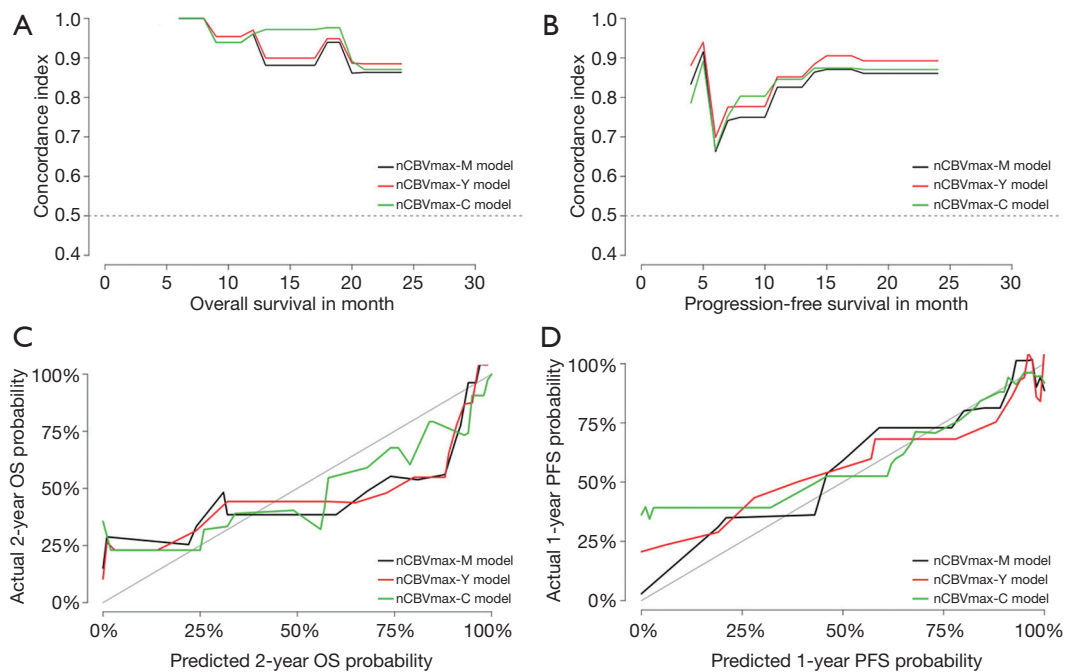 A
1.0
0.9
0.8
0.7
0.6
0.5
0.4
Concordance index
nCBVmax-M model
nCBVmax-Y model
nCBVmax-C model
0 5 10 15 20 25 30
Overall survival in month
B
1.0
0.9
0.8
0.7
0.6
0.5
0.4
Concordance index
nCBVmax-M model
nCBVmax-Y model
nCBVmax-C model
0 5 10 15 20 25 30
Progression-free survival in month
C
100%
75%
50%
25%
0%
Actual 2-year OS probability
nCBVmax-M model
nCBVmax-Y model
nCBVmax-C model
0% 25% 50% 75% 100%
Predicted 2-year OS probability
D
100%
75%
50%
25%
0%
Actual 1-year PFS probability
nCBVmax-M model
nCBVmax-Y model
nCBVmax-C model
0% 25% 50% 75% 100%
Predicted 1-year PFS probability